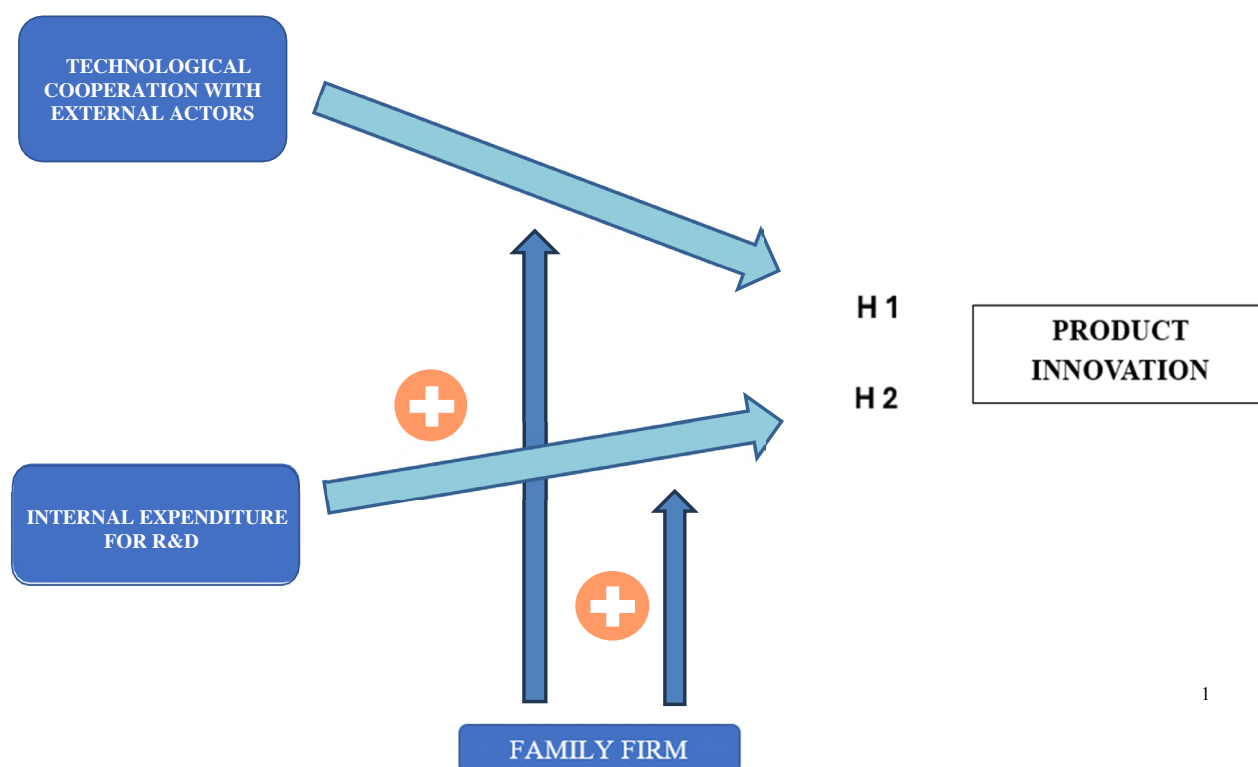 TECHNOLOGICAL
COOPERATION WITH
EXTERNAL ACTORS
H 1
PRODUCT
INNOVATION
H 2
INTERNAL EXPENDITURE
FOR R&D
1
FAMILY FIRM